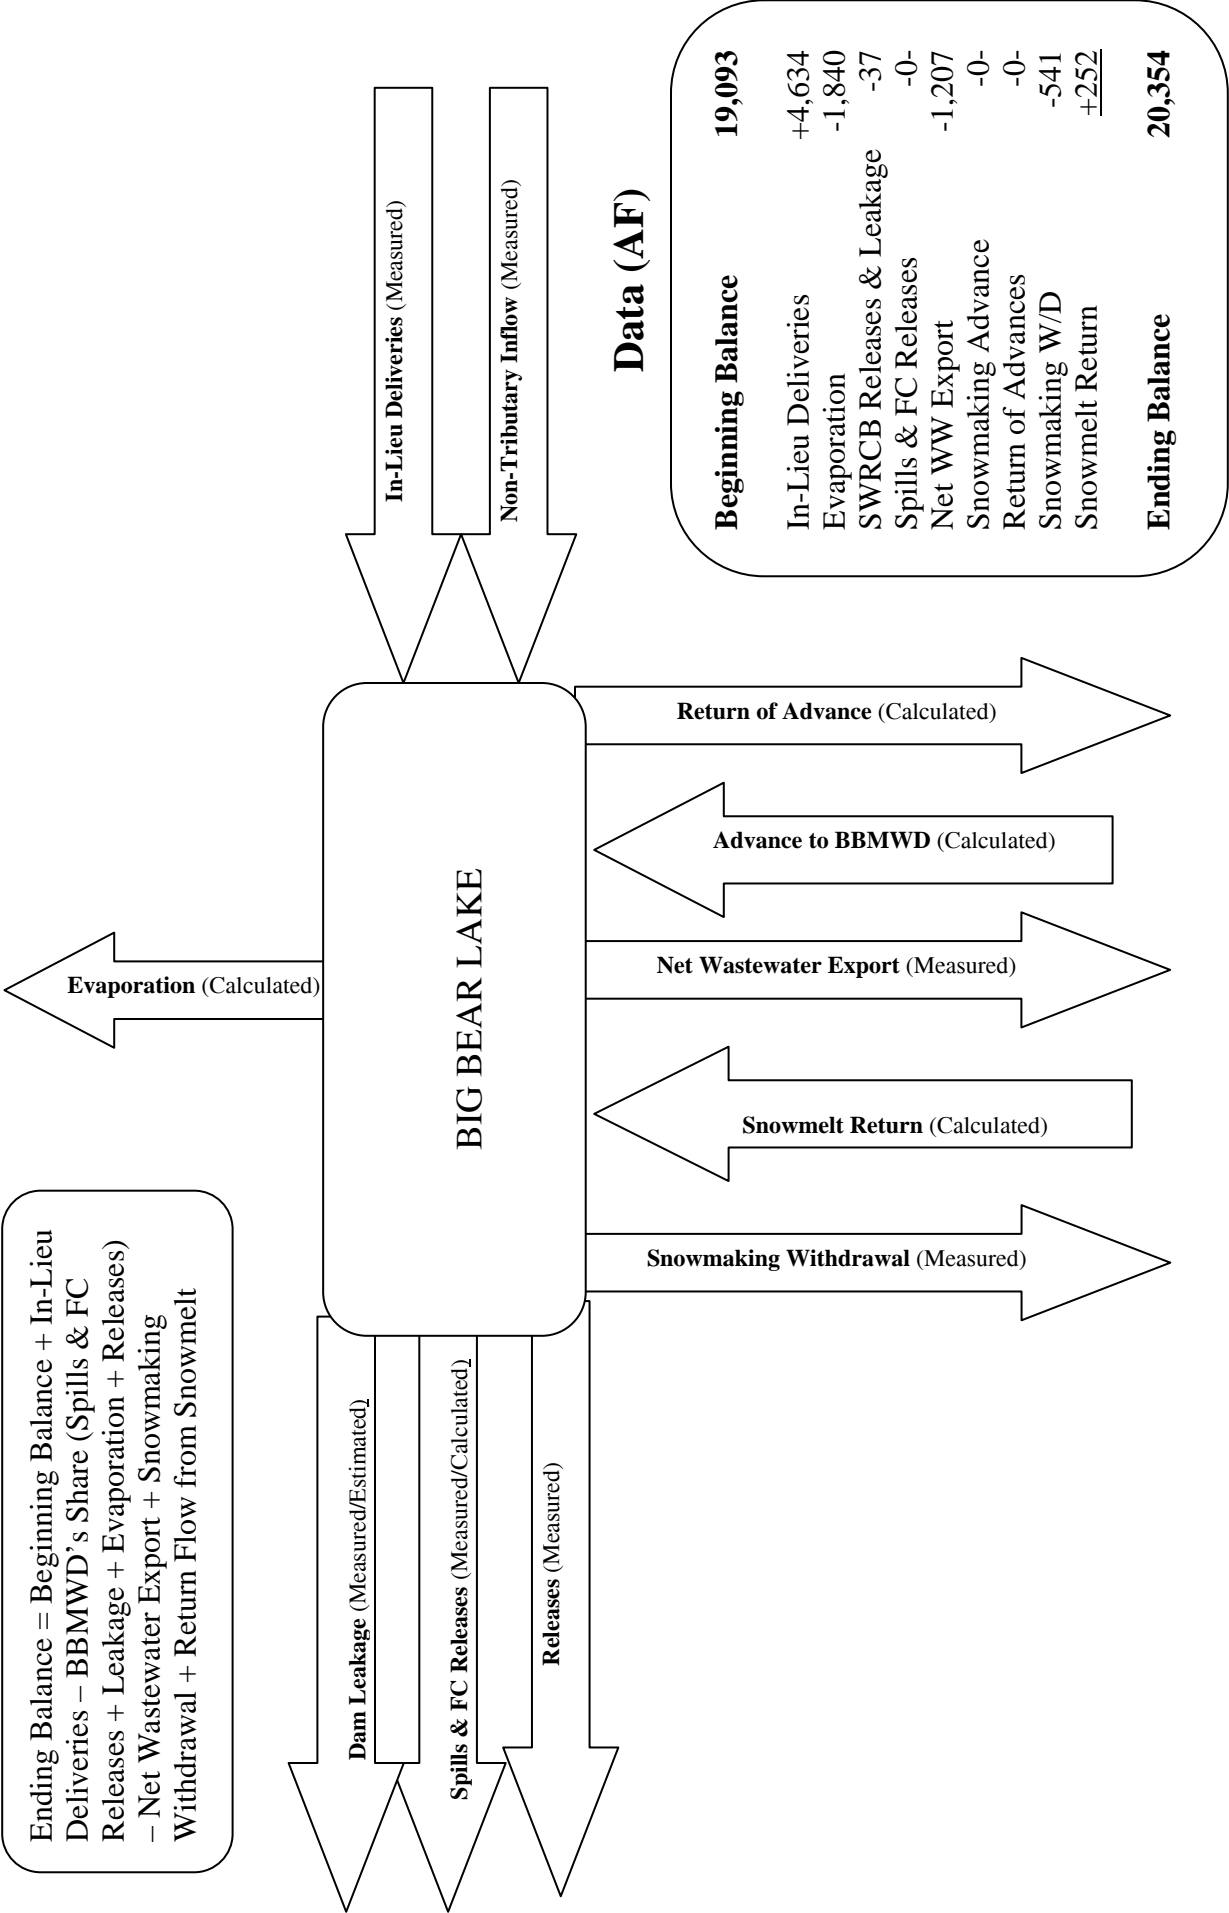 Ending Balance = Beginning Balance + In-Lieu
Deliveries – BBMWD's Share (Spills & FC
Releases + Leakage + Evaporation + Releases)
– Net Wastewater Export + Snowmaking
Withdrawal + Return Flow from Snowmelt
Evaporation (Calculated)
In-Lieu Deliveries (Measured)
Non-Tributary Inflow (Measured)
BIG BEAR LAKE
Dam Leakage (Measured/Estimated)
Spills & FC Releases (Measured/Calculated)
Releases (Measured)
Snowmaking Withdrawal (Measured)
Snowmelt Return (Calculated)
Net Wastewater Export (Measured)
Advance to BBMWD (Calculated)
Return of Advance (Calculated)
Data (AF)
Beginning Balance 19,093
In-Lieu Deliveries +4,634
Evaporation -1,840
SWRCB Releases & Leakage -37
Spills & FC Releases -0-
Net WW Export -1,207
Snowmaking Advance -0-
Return of Advances -0-
Snowmaking W/D -541
Snowmelt Return +252
Ending Balance 20,354